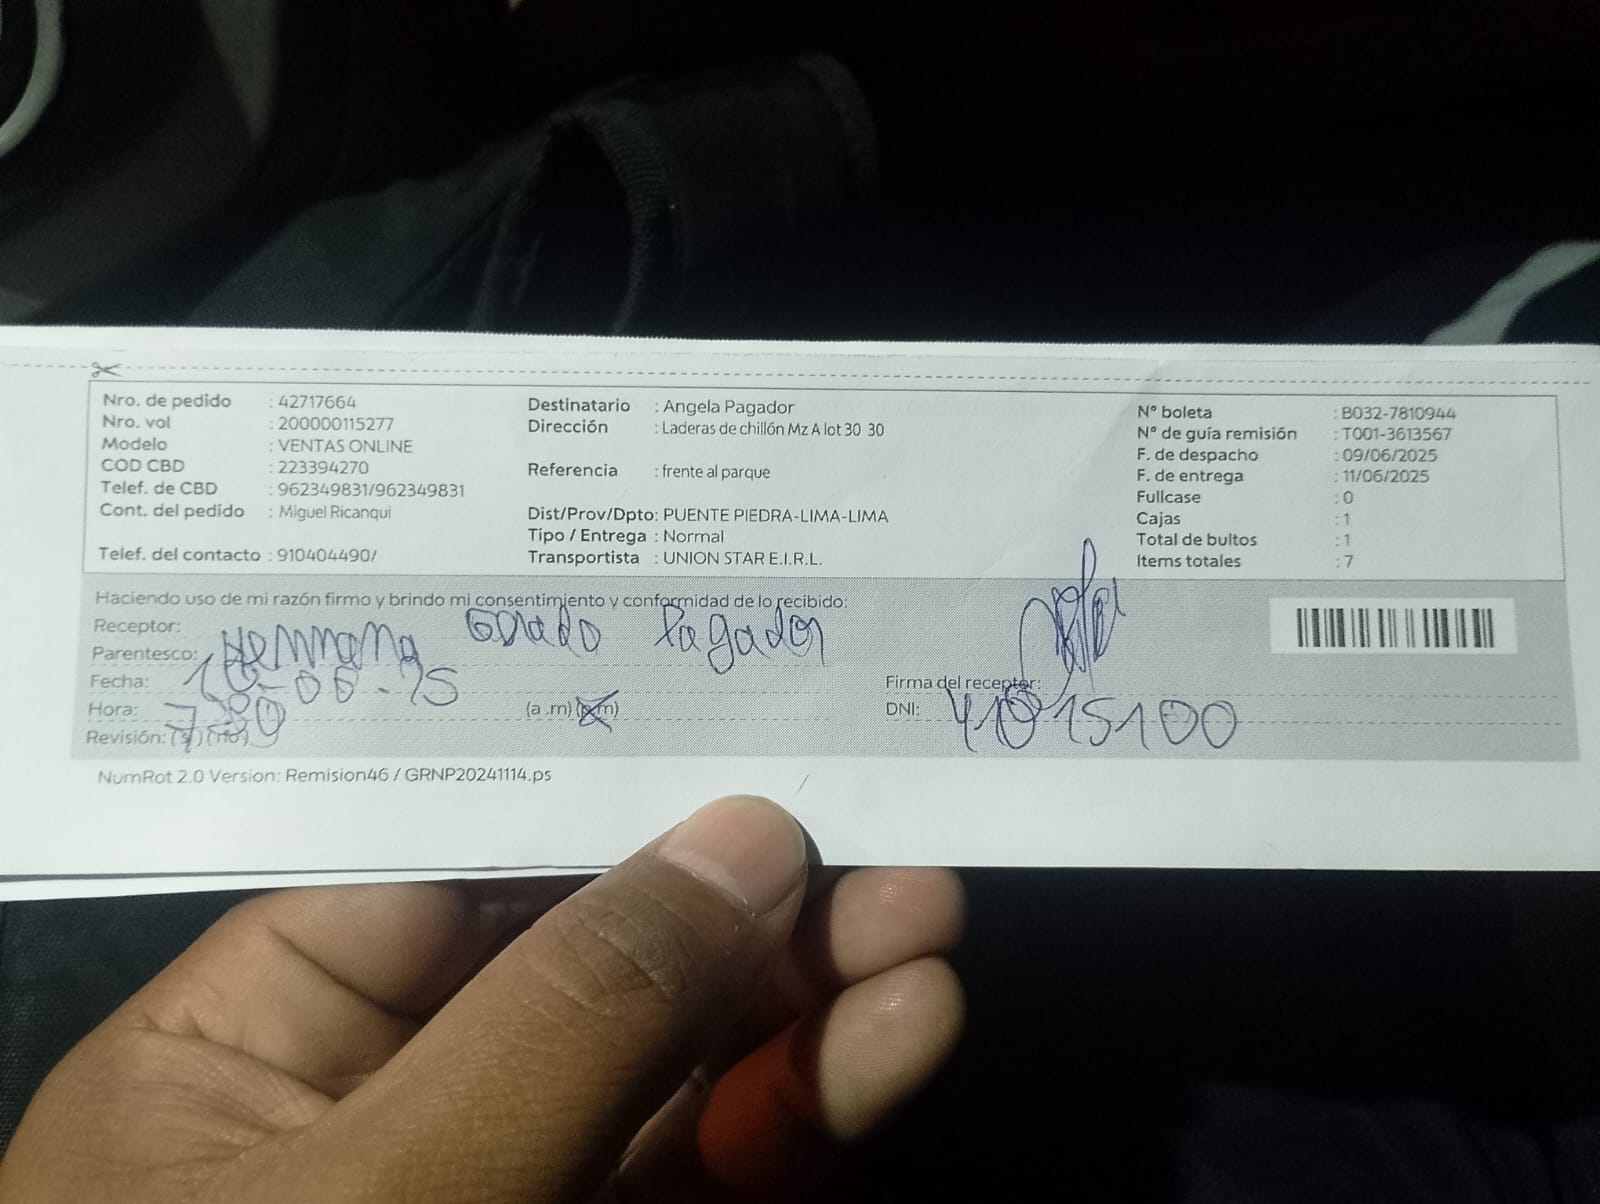 Nro. de pedido : 42717664
Nro. vol : 200000115277
Modelo : VENTAS ONLINE
COD CBD : 223394270
Telef. de CBD : 962349831/962349831
Cont. del pedido : Miguel Ricanqui
Telef. del contacto : 910404490/
Destinatario : Angela Pagador
Dirección : Laderas de chillón Mz A lot 30 30
Referencia : frente al parque
Dist/Prov/Dpto: PUENTE PIEDRA-LIMA-LIMA
Tipo / Entrega : Normal
Transportista : UNION STAR E.I.R.L.
N° boleta : B032-7810944
N° de guía remisión : T001-3613567
F. de despacho : 09/06/2025
F. de entrega : 11/06/2025
Fullcase : 0
Cajas : 1
Total de bultos : 1
Items totales : 7
Haciendo uso de mi razón firmo y brindo mi consentimiento y conformidad de lo recibido:
Receptor: Pagador
Parentesco: Hermana
Fecha:
Hora:
(a .m) (p.m)
Revisión: (si) (no)
Firma del receptor:
DNI: 41015100
NumRot 2.0 Version: Remision46 / GRNP20241114.ps